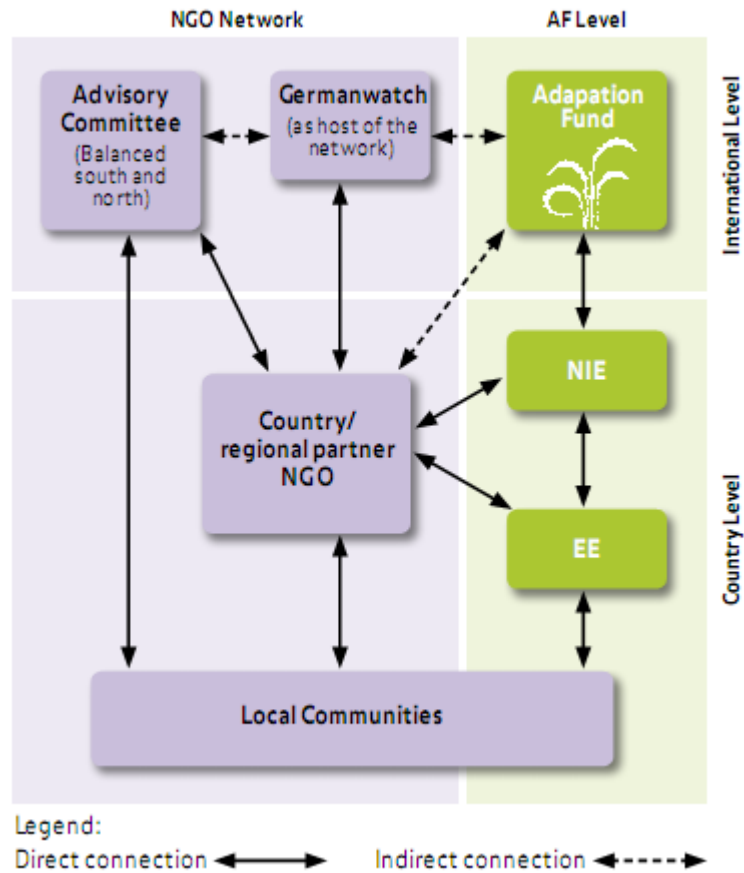 NGO Network
AF Level
Advisory
Committee
(Balanced
south and
north)
Germanwatch
(as host of the
network)
Adapation
Fund
International Level
Country/
regional partner
NGO
NIE
EE
Country Level
Local Communities
Legend:
Direct connection
Indirect connection